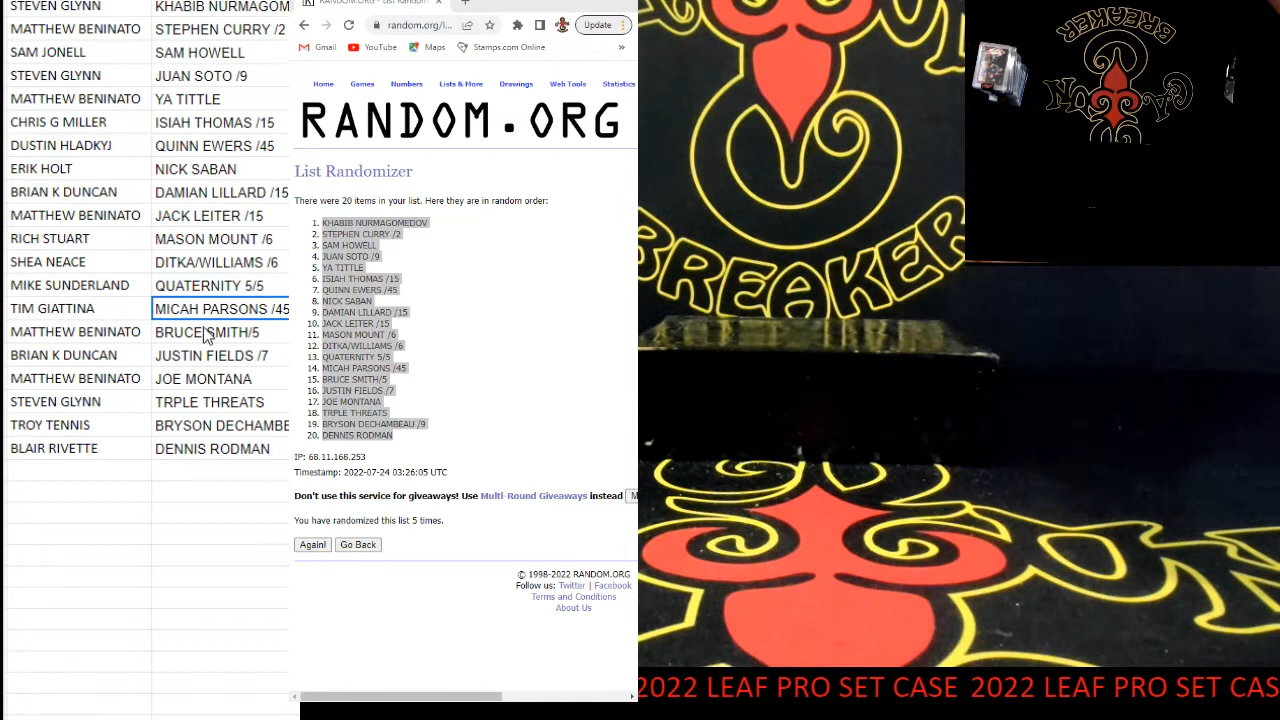 STEVEN GLYNN KHABIB NURMAGOM
MATTHEW BENINATO STEPHEN CURRY /2
SAM JONELL SAM HOWELL
STEVEN GLYNN JUAN SOTO /9
MATTHEW BENINATO YA TITTLE
CHRIS G MILLER ISIAH THOMAS /15
DUSTIN HLADKYJ QUINN EWERS /45
ERIK HOLT NICK SABAN
BRIAN K DUNCAN DAMIAN LILLARD /15
MATTHEW BENINATO JACK LEITER /15
RICH STUART MASON MOUNT /6
SHEA NEACE DITKA/WILLIAMS /6
MIKE SUNDERLAND QUATERNITY 5/5
TIM GIATTINA MICAH PARSONS /45
MATTHEW BENINATO BRUCE SMITH/5
BRIAN K DUNCAN JUSTIN FIELDS /7
MATTHEW BENINATO JOE MONTANA
STEVEN GLYNN TRPLE THREATS
TROY TENNIS BRYSON DECHAMBE
BLAIR RIVETTE DENNIS RODMAN
RANDOM.ORG - List Random
random.org/l...
Update
Gmail YouTube Maps Stamps.com Online »
Home Games Numbers Lists & More Drawings Web Tools Statistics
RANDOM.ORG
List Randomizer
There were 20 items in your list. Here they are in random order:
1. KHABIB NURMAGOMEDOV
2. STEPHEN CURRY /2
3. SAM HOWELL
4. JUAN SOTO /9
5. YA TITTLE
6. ISIAH THOMAS /15
7. QUINN EWERS /45
8. NICK SABAN
9. DAMIAN LILLARD /15
10. JACK LEITER /15
11. MASON MOUNT /6
12. DITKA/WILLIAMS /6
13. QUATERNITY 5/5
14. MICAH PARSONS /45
15. BRUCE SMITH/5
16. JUSTIN FIELDS /7
17. JOE MONTANA
18. TRPLE THREATS
19. BRYSON DECHAMBEAU /9
20. DENNIS RODMAN
IP: 68.11.168.253
Timestamp: 2022-07-24 03:26:05 UTC
Don't use this service for giveaways! Use Multi-Round Giveaways instead M
You have randomized this list 5 times.
Again! Go Back
© 1998-2022 RANDOM.ORG
Follow us: Twitter | Facebook
Terms and Conditions
About Us
BREAKER
BREAKER
2022 LEAF PRO SET CASE 2022 LEAF PRO SET CAS